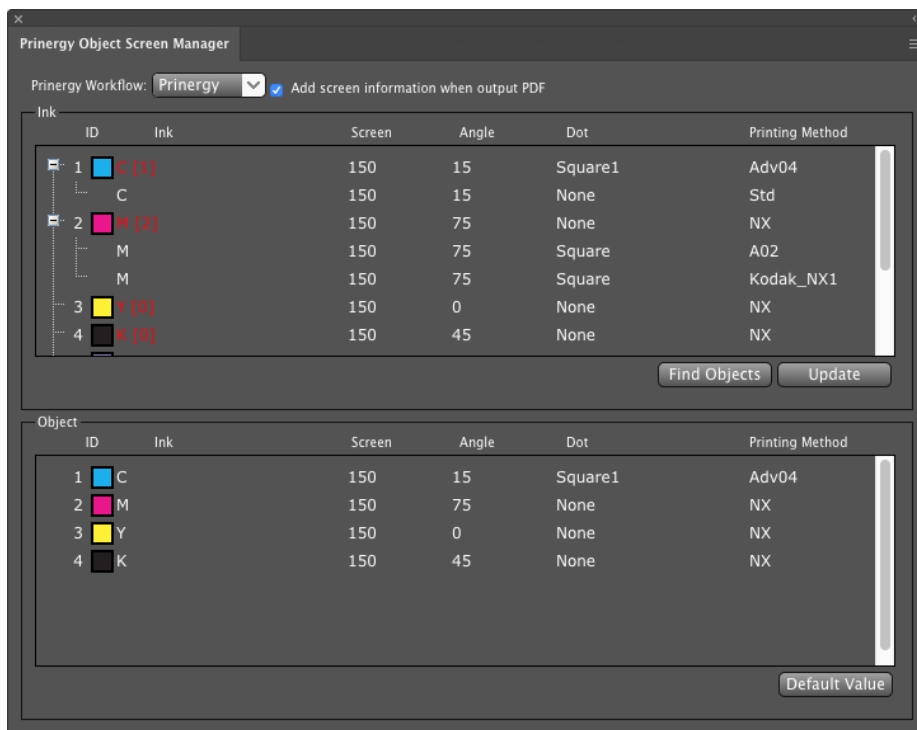 Prinergy Object Screen Manager
Prinergy Workflow: Prinergy Add screen information when output PDF
Ink
ID Ink Screen Angle Dot Printing Method
1 C [1] 150 15 Square1 Adv04
C 150 15 None Std
2 M [2] 150 75 None NX
M 150 75 Square A02
M 150 75 Square Kodak_NX1
3 Y [0] 150 0 None NX
4 K [0] 150 45 None NX
Find Objects Update
Object
ID Ink Screen Angle Dot Printing Method
1 C 150 15 Square1 Adv04
2 M 150 75 None NX
3 Y 150 0 None NX
4 K 150 45 None NX
Default Value